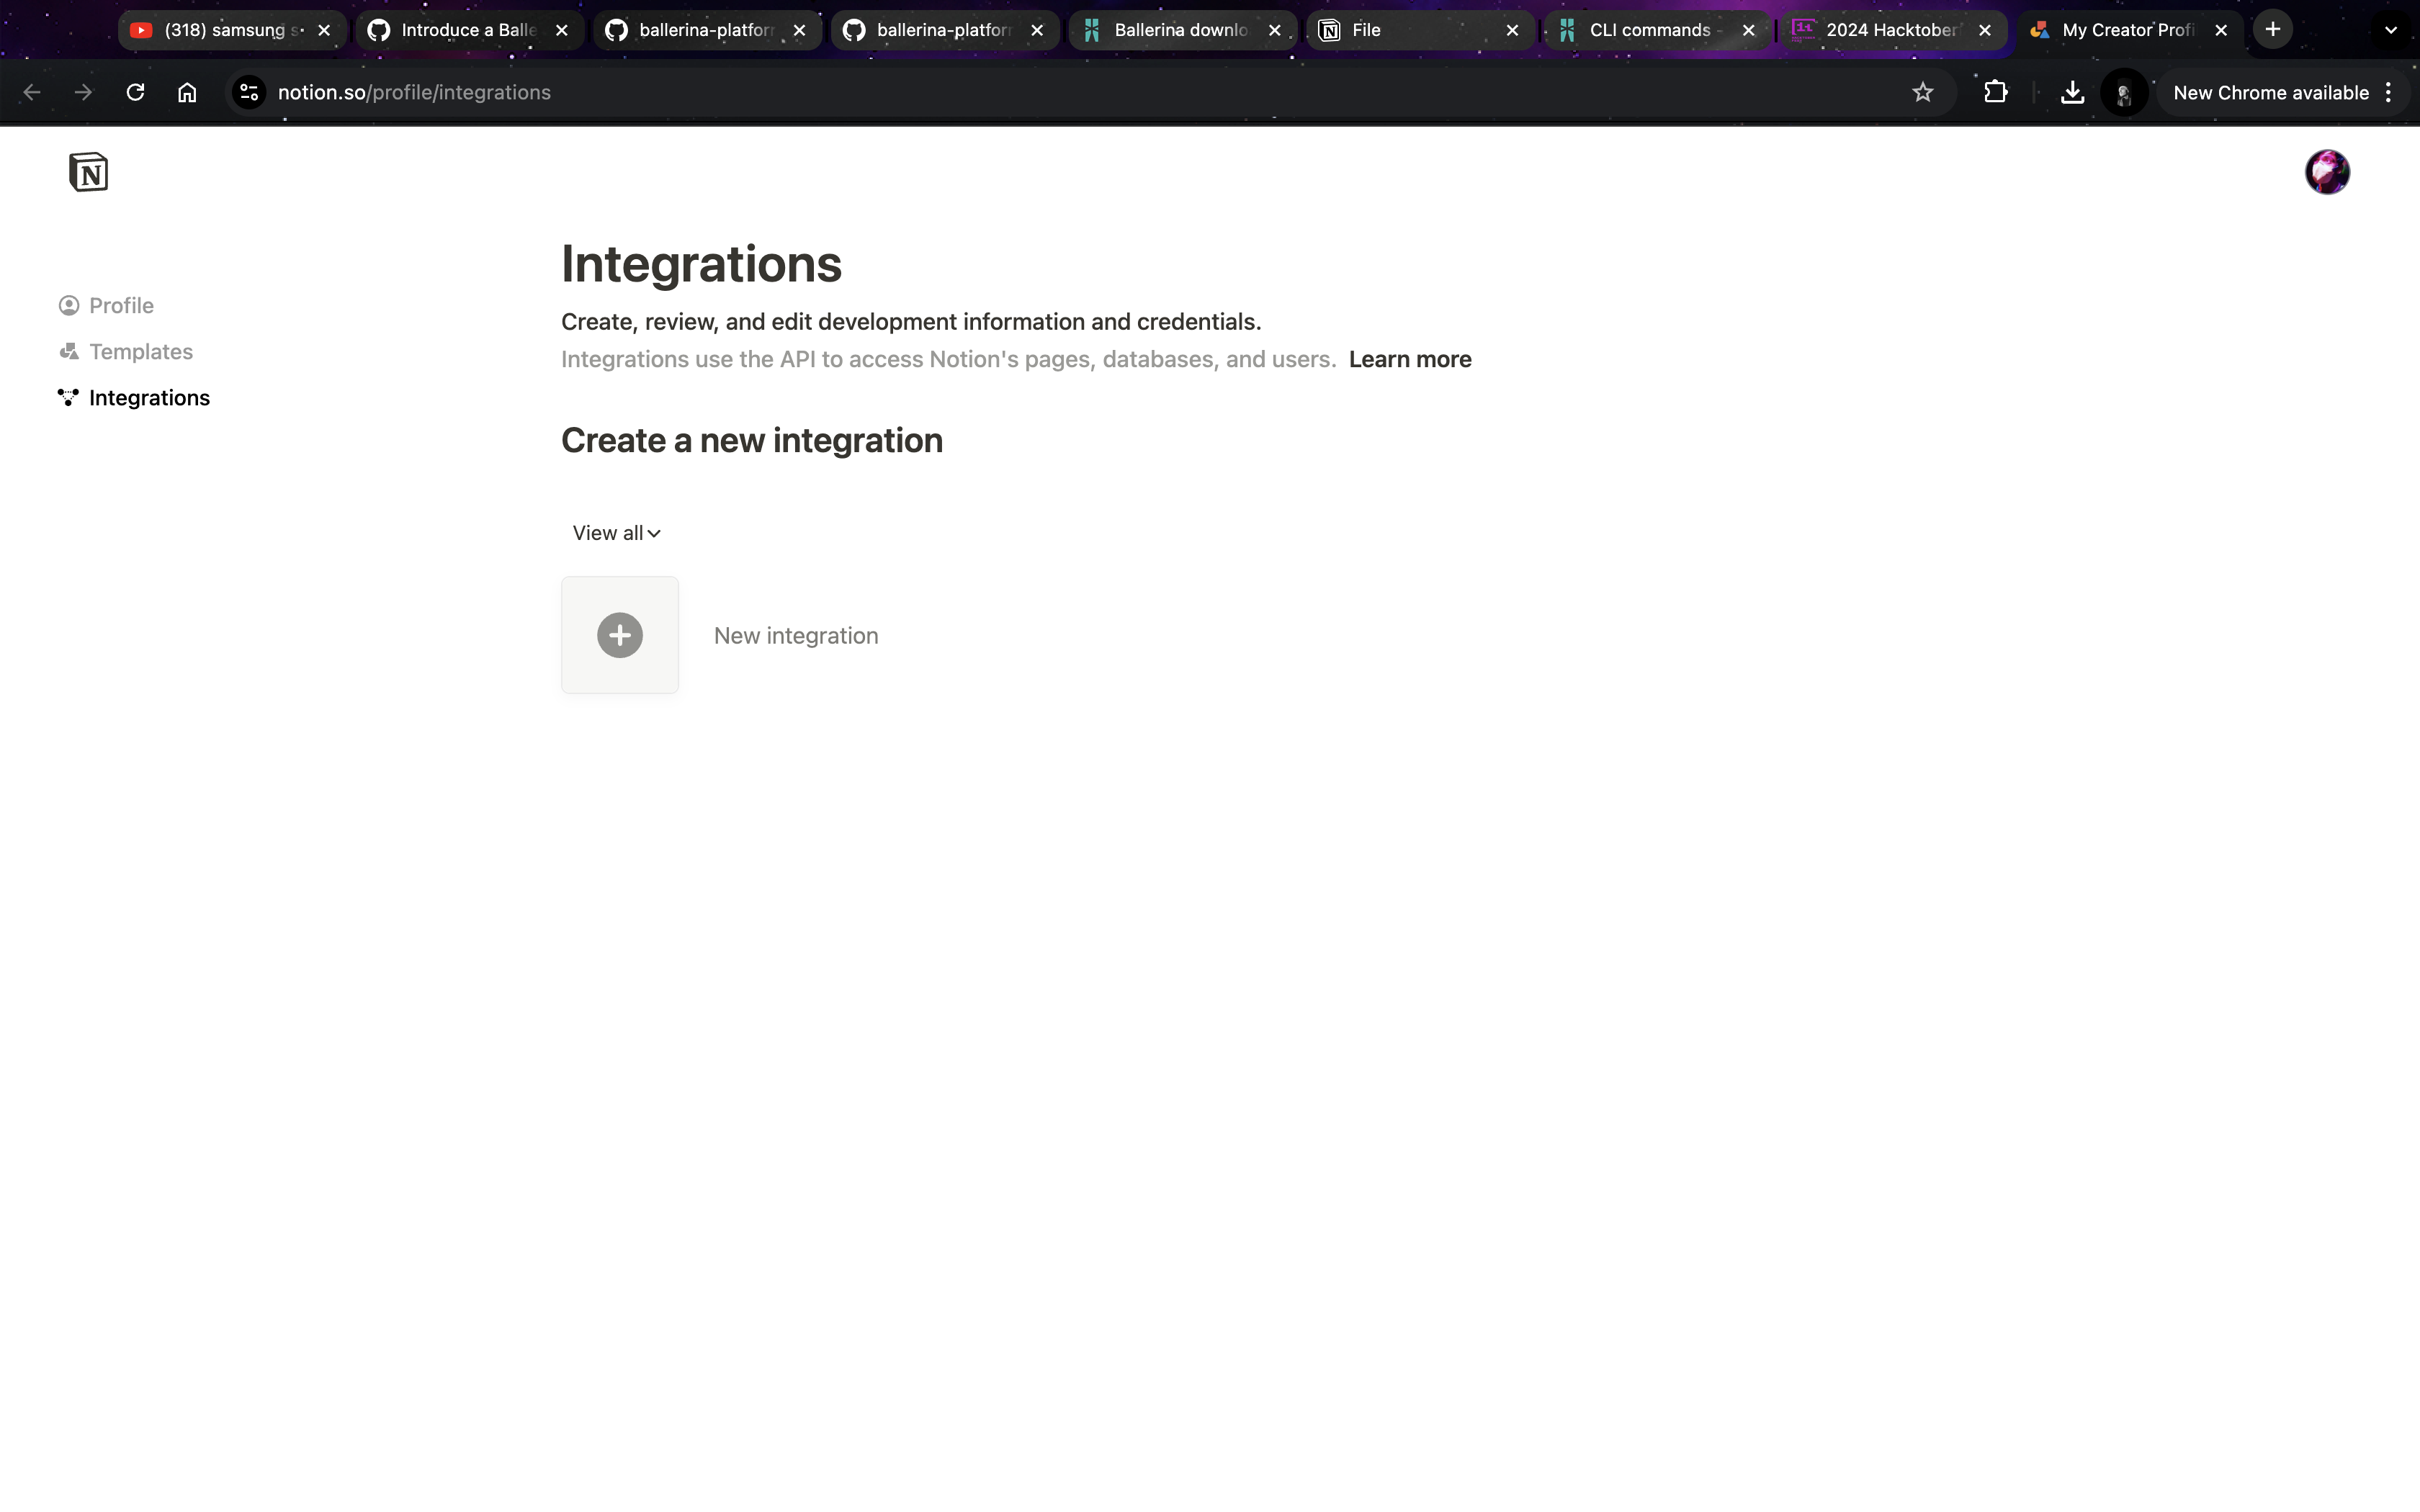 (318) samsung s
Introduce a Balle
ballerina-platfor
ballerina-platfor
Ballerina downlo
File
CLI commands -
2024 Hacktober
My Creator Profi
notion.so/profile/integrations
New Chrome available
N
Integrations
Profile
Create, review, and edit development information and credentials.
Templates
Integrations use the API to access Notion's pages, databases, and users. Learn more
Integrations
Create a new integration
View all
New integration